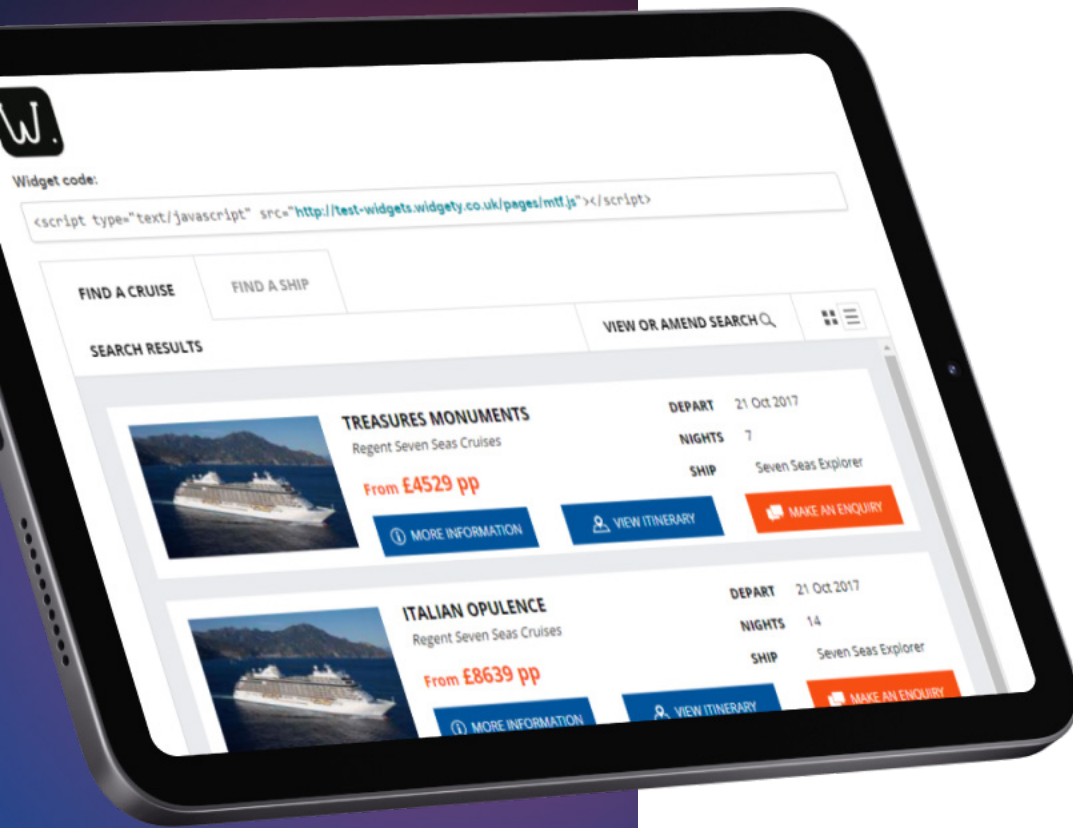 W.
Widget code:
<script type="text/javascript" src="http://test-widgets.widgety.co.uk/pages/mtf.js"></script>
FIND A CRUISE
FIND A SHIP
SEARCH RESULTS
VIEW OR AMEND SEARCH
TREASURES MONUMENTS
Regent Seven Seas Cruises
From £4529 pp
DEPART 21 Oct 2017
NIGHTS 7
SHIP Seven Seas Explorer
MORE INFORMATION
VIEW ITINERARY
MAKE AN ENQUIRY
ITALIAN OPULENCE
Regent Seven Seas Cruises
From £8639 pp
DEPART 21 Oct 2017
NIGHTS 14
SHIP Seven Seas Explorer
MORE INFORMATION
VIEW ITINERARY
MAKE AN ENQUIRY